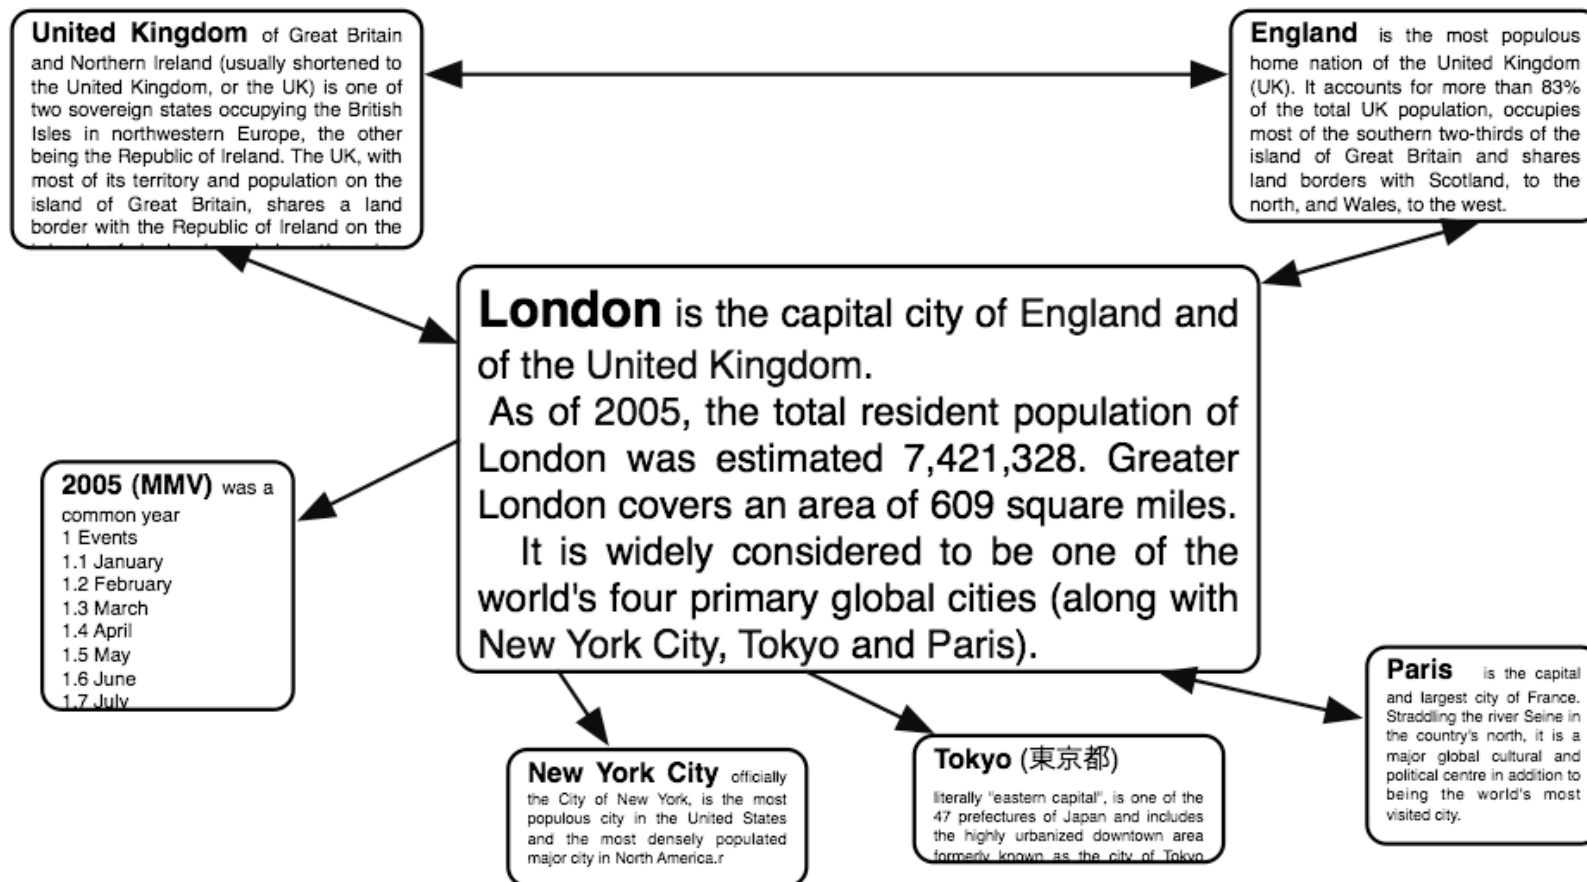 United Kingdom of Great Britain
and Northern Ireland (usually shortened to
the United Kingdom, or the UK) is one of
two sovereign states occupying the British
Isles in northwestern Europe, the other
being the Republic of Ireland. The UK, with
most of its territory and population on the
island of Great Britain, shares a land
border with the Republic of Ireland on the
England is the most populous
home nation of the United Kingdom
(UK). It accounts for more than 83%
of the total UK population, occupies
most of the southern two-thirds of the
island of Great Britain and shares
land borders with Scotland, to the
north, and Wales, to the west.
London is the capital city of England and
of the United Kingdom.
As of 2005, the total resident population of
London was estimated 7,421,328. Greater
London covers an area of 609 square miles.
It is widely considered to be one of the
world's four primary global cities (along with
New York City, Tokyo and Paris).
2005 (MMV) was a
common year
1 Events
1.1 January
1.2 February
1.3 March
1.4 April
1.5 May
1.6 June
1.7 July
New York City officially
the City of New York, is the most
populous city in the United States
and the most densely populated
major city in North America.r
Tokyo (東京都)
literally "eastern capital", is one of the
47 prefectures of Japan and includes
the highly urbanized downtown area
formerly known as the city of Tokyo
Paris is the capital
and largest city of France.
Straddling the river Seine in
the country's north, it is a
major global cultural and
political centre in addition to
being the world's most
visited city.